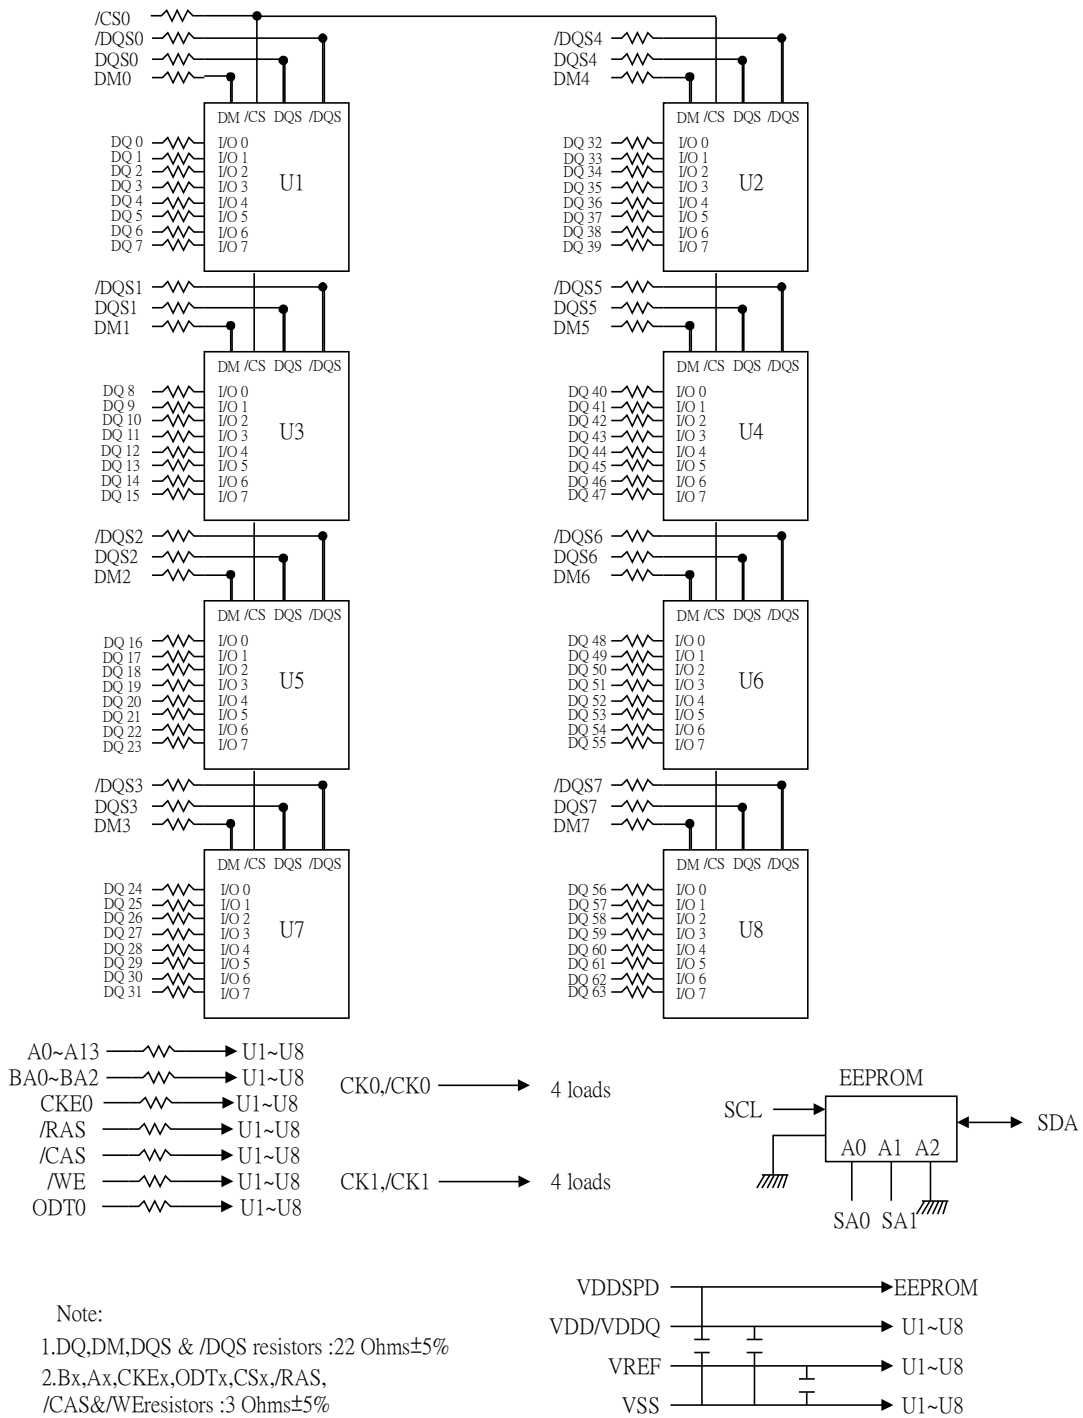 /CS0
/DQS0
DQS0
DM0
DM /CS DQS /DQS
DQ 0 I/O 0
DQ 1 I/O 1
DQ 2 I/O 2
DQ 3 I/O 3
DQ 4 I/O 4
DQ 5 I/O 5
DQ 6 I/O 6
DQ 7 I/O 7
U1
/DQS4
DQS4
DM4
DM /CS DQS /DQS
DQ 32 I/O 0
DQ 33 I/O 1
DQ 34 I/O 2
DQ 35 I/O 3
DQ 36 I/O 4
DQ 37 I/O 5
DQ 38 I/O 6
DQ 39 I/O 7
U2
/DQS1
DQS1
DM1
DM /CS DQS /DQS
DQ 8 I/O 0
DQ 9 I/O 1
DQ 10 I/O 2
DQ 11 I/O 3
DQ 12 I/O 4
DQ 13 I/O 5
DQ 14 I/O 6
DQ 15 I/O 7
U3
/DQS5
DQS5
DM5
DM /CS DQS /DQS
DQ 40 I/O 0
DQ 41 I/O 1
DQ 42 I/O 2
DQ 43 I/O 3
DQ 44 I/O 4
DQ 45 I/O 5
DQ 46 I/O 6
DQ 47 I/O 7
U4
/DQS2
DQS2
DM2
DM /CS DQS /DQS
DQ 16 I/O 0
DQ 17 I/O 1
DQ 18 I/O 2
DQ 19 I/O 3
DQ 20 I/O 4
DQ 21 I/O 5
DQ 22 I/O 6
DQ 23 I/O 7
U5
/DQS6
DQS6
DM6
DM /CS DQS /DQS
DQ 48 I/O 0
DQ 49 I/O 1
DQ 50 I/O 2
DQ 51 I/O 3
DQ 52 I/O 4
DQ 53 I/O 5
DQ 54 I/O 6
DQ 55 I/O 7
U6
/DQS3
DQS3
DM3
DM /CS DQS /DQS
DQ 24 I/O 0
DQ 25 I/O 1
DQ 26 I/O 2
DQ 27 I/O 3
DQ 28 I/O 4
DQ 29 I/O 5
DQ 30 I/O 6
DQ 31 I/O 7
U7
/DQS7
DQS7
DM7
DM /CS DQS /DQS
DQ 56 I/O 0
DQ 57 I/O 1
DQ 58 I/O 2
DQ 59 I/O 3
DQ 60 I/O 4
DQ 61 I/O 5
DQ 62 I/O 6
DQ 63 I/O 7
U8
A0~A13 U1~U8
BA0~BA2 U1~U8
CKE0 U1~U8
/RAS U1~U8
/CAS U1~U8
/WE U1~U8
ODT0 U1~U8
CK0,/CK0 4 loads
CK1,/CK1 4 loads
EEPROM
SCL SDA
A0 A1 A2
SA0 SA1
VDDSPD EEPROM
VDD/VDDQ U1~U8
VREF U1~U8
VSS U1~U8
Note:
1.DQ,DM,DQS & /DQS resistors :22 Ohms±5%
2.Bx,Ax,CKEx,ODTx,CSx,/RAS,
/CAS&/WEresistors :3 Ohms±5%